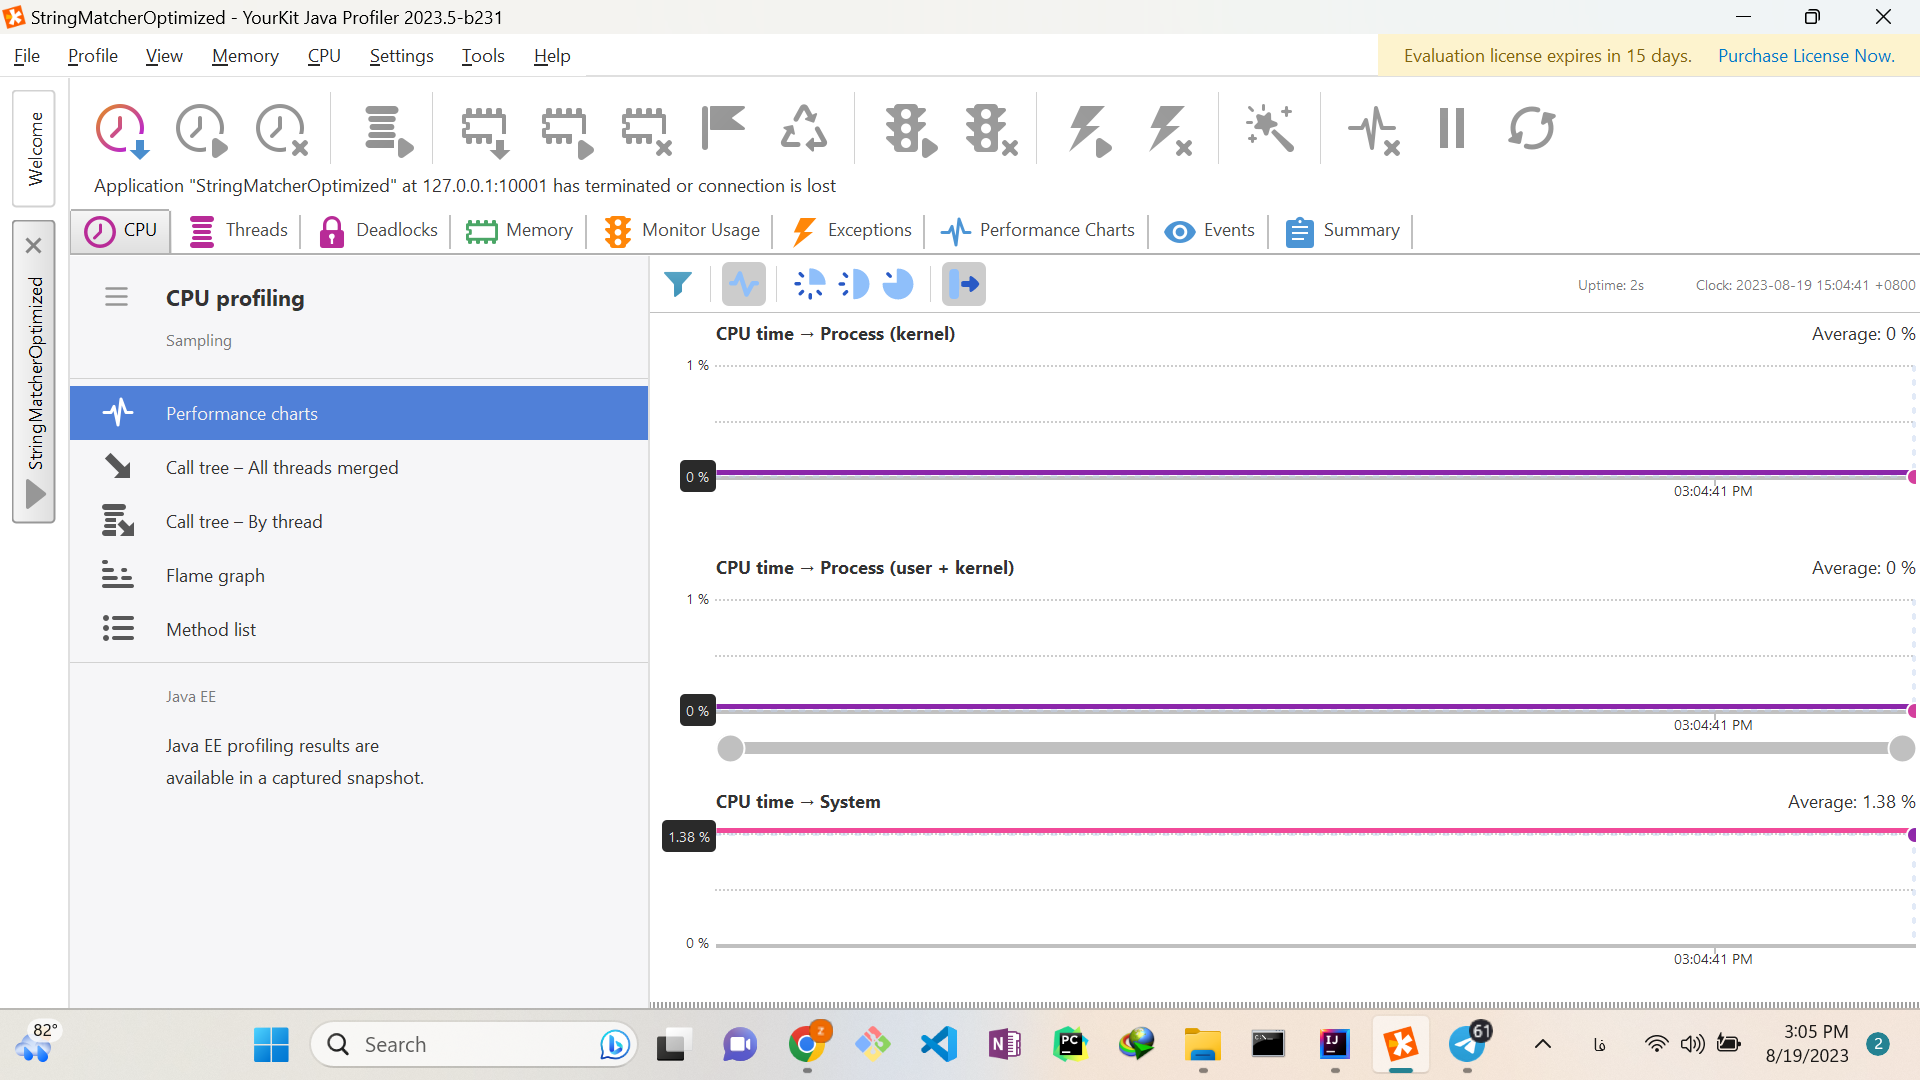 StringMatcherOptimized - YourKit Java Profiler 2023.5-b231
File Profile View Memory CPU Settings Tools Help
Evaluation license expires in 15 days. Purchase License Now.
Welcome
StringMatcherOptimized
Application "StringMatcherOptimized" at 127.0.0.1:10001 has terminated or connection is lost
CPU Threads Deadlocks Memory Monitor Usage Exceptions Performance Charts Events Summary
CPU profiling
Sampling
Performance charts
Call tree – All threads merged
Call tree – By thread
Flame graph
Method list
Java EE
Java EE profiling results are
available in a captured snapshot.
Uptime: 2s Clock: 2023-08-19 15:04:41 +0800
CPU time → Process (kernel) Average: 0 %
1 %
0 %
03:04:41 PM
CPU time → Process (user + kernel) Average: 0 %
1 %
0 %
03:04:41 PM
CPU time → System Average: 1.38 %
1.38 %
0 %
03:04:41 PM
82°
Search
z
N
PC
C:\
IJ
61
فا
3:05 PM
8/19/2023
2